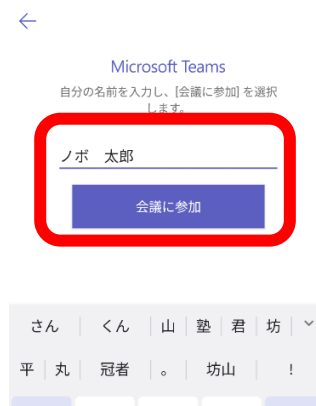 Microsoft Teams
自分の名前を入力し、[会議に参加] を選択
します。
ノボ　太郎
会議に参加
さん くん 山 塾 君 坊
平 丸 冠者 。 坊山 !